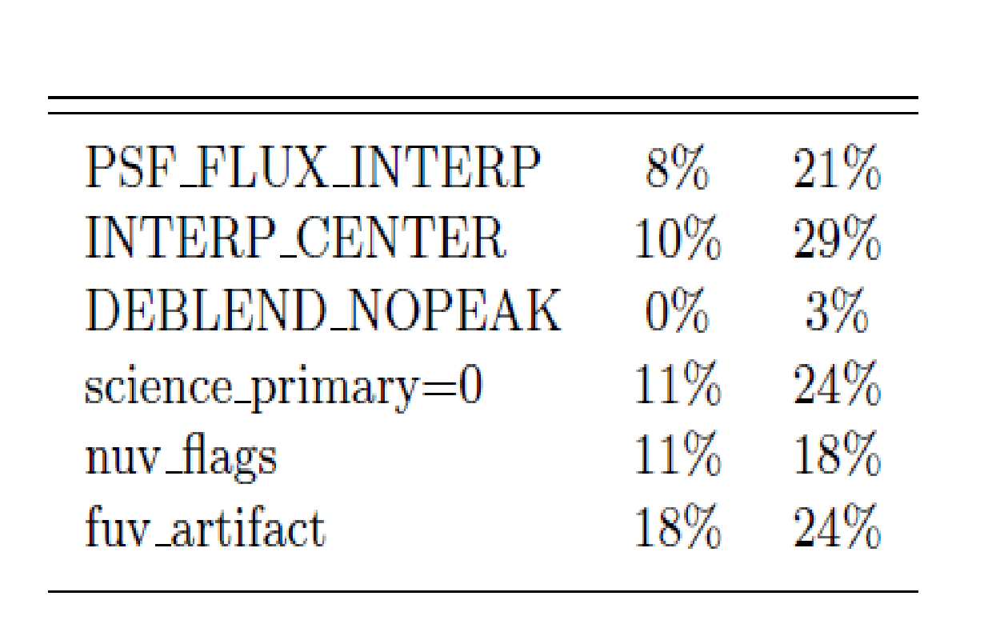 PSF_FLUX_INTERP 8% 21%
INTERP_CENTER 10% 29%
DEBLEND_NOPEAK 0% 3%
science_primary=0 11% 24%
nuv_flags 11% 18%
fuv_artifact 18% 24%